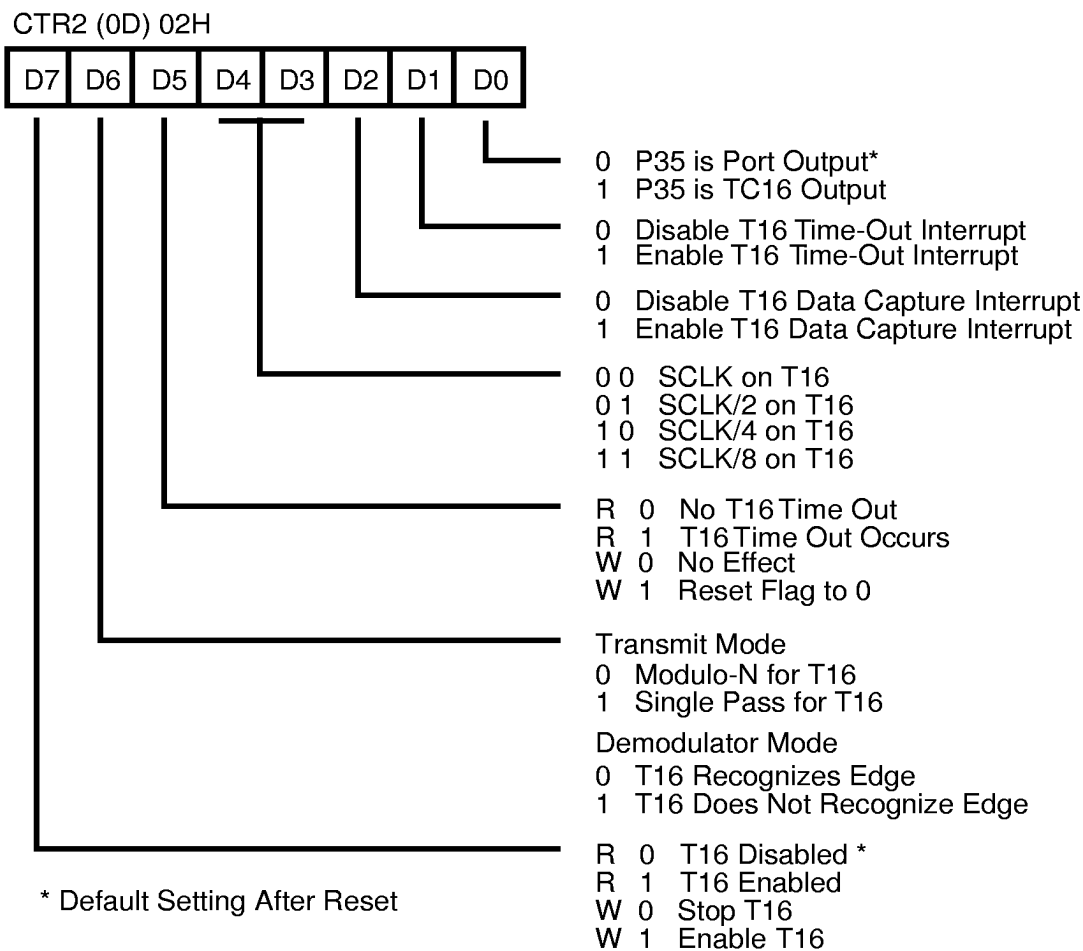 CTR2 (0D) 02H
D7 D6 D5 D4 D3 D2 D1 D0
0 P35 is Port Output*
1 P35 is TC16 Output
0 Disable T16 Time-Out Interrupt
1 Enable T16 Time-Out Interrupt
0 Disable T16 Data Capture Interrupt
1 Enable T16 Data Capture Interrupt
0 0 SCLK on T16
0 1 SCLK/2 on T16
1 0 SCLK/4 on T16
1 1 SCLK/8 on T16
R 0 No T16 Time Out
R 1 T16 Time Out Occurs
W 0 No Effect
W 1 Reset Flag to 0
Transmit Mode
0 Modulo-N for T16
1 Single Pass for T16
Demodulator Mode
0 T16 Recognizes Edge
1 T16 Does Not Recognize Edge
R 0 T16 Disabled *
R 1 T16 Enabled
W 0 Stop T16
W 1 Enable T16
* Default Setting After Reset